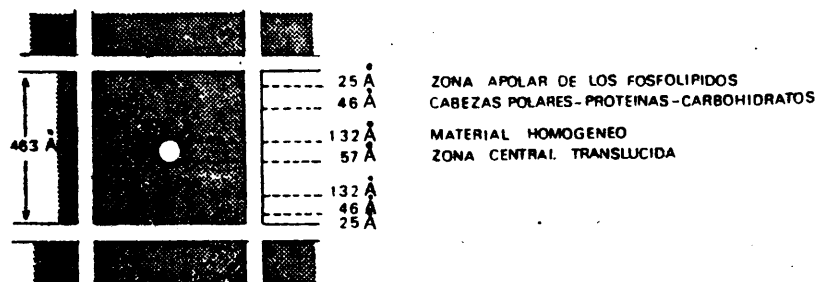 25 Å ZONA APOLAR DE LOS FOSFOLIPIDOS
46 Å CABEZAS POLARES-PROTEINAS-CARBOHIDRATOS
463 Å
132 Å MATERIAL HOMOGENEO
57 Å ZONA CENTRAL TRANSLUCIDA
132 Å
46 Å
25 Å